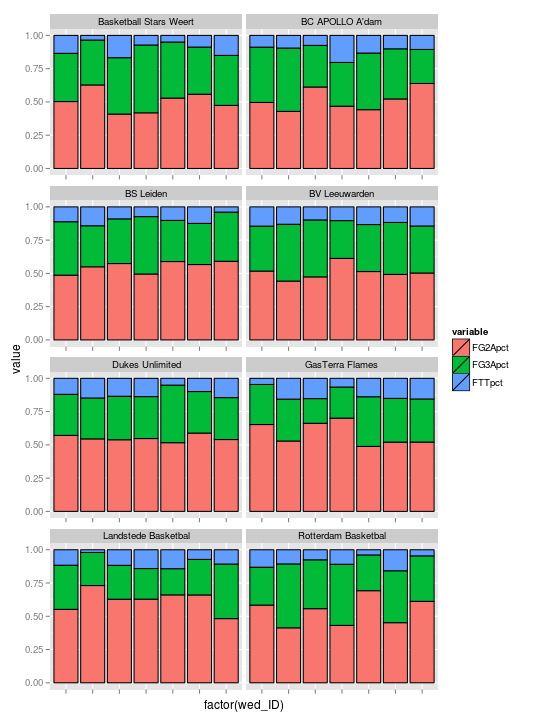 Basketball Stars Weert
BC APOLLO A'dam
1.00
0.75
0.50
0.25
0.00
BS Leiden
BV Leeuwarden
1.00
0.75
0.50
0.25
0.00
Dukes Unlimited
GasTerra Flames
1.00
0.75
0.50
0.25
0.00
Landstede Basketbal
Rotterdam Basketbal
1.00
0.75
0.50
0.25
0.00
value
factor(wed_ID)
variable
FG2Apct
FG3Apct
FTTpct